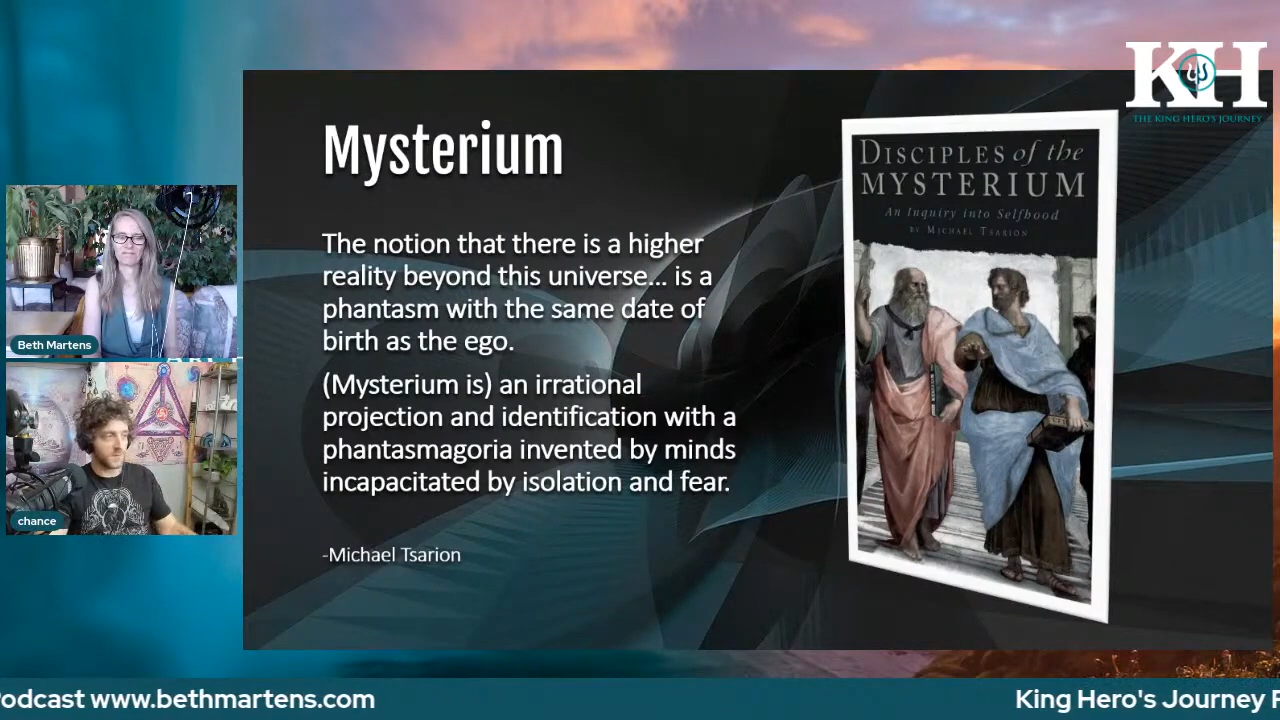 KH
THE KING HERO'S JOURNEY
Mysterium
The notion that there is a higher
reality beyond this universe... is a
phantasm with the same date of
birth as the ego.
(Mysterium is) an irrational
projection and identification with a
phantasmagoria invented by minds
incapacitated by isolation and fear.
-Michael Tsarion
DISCIPLES of the
MYSTERIUM
An Inquiry into Selfhood
BY MICHAEL TSARION
Beth Martens
chance
odcast www.bethmartens.com
King Hero's Journey